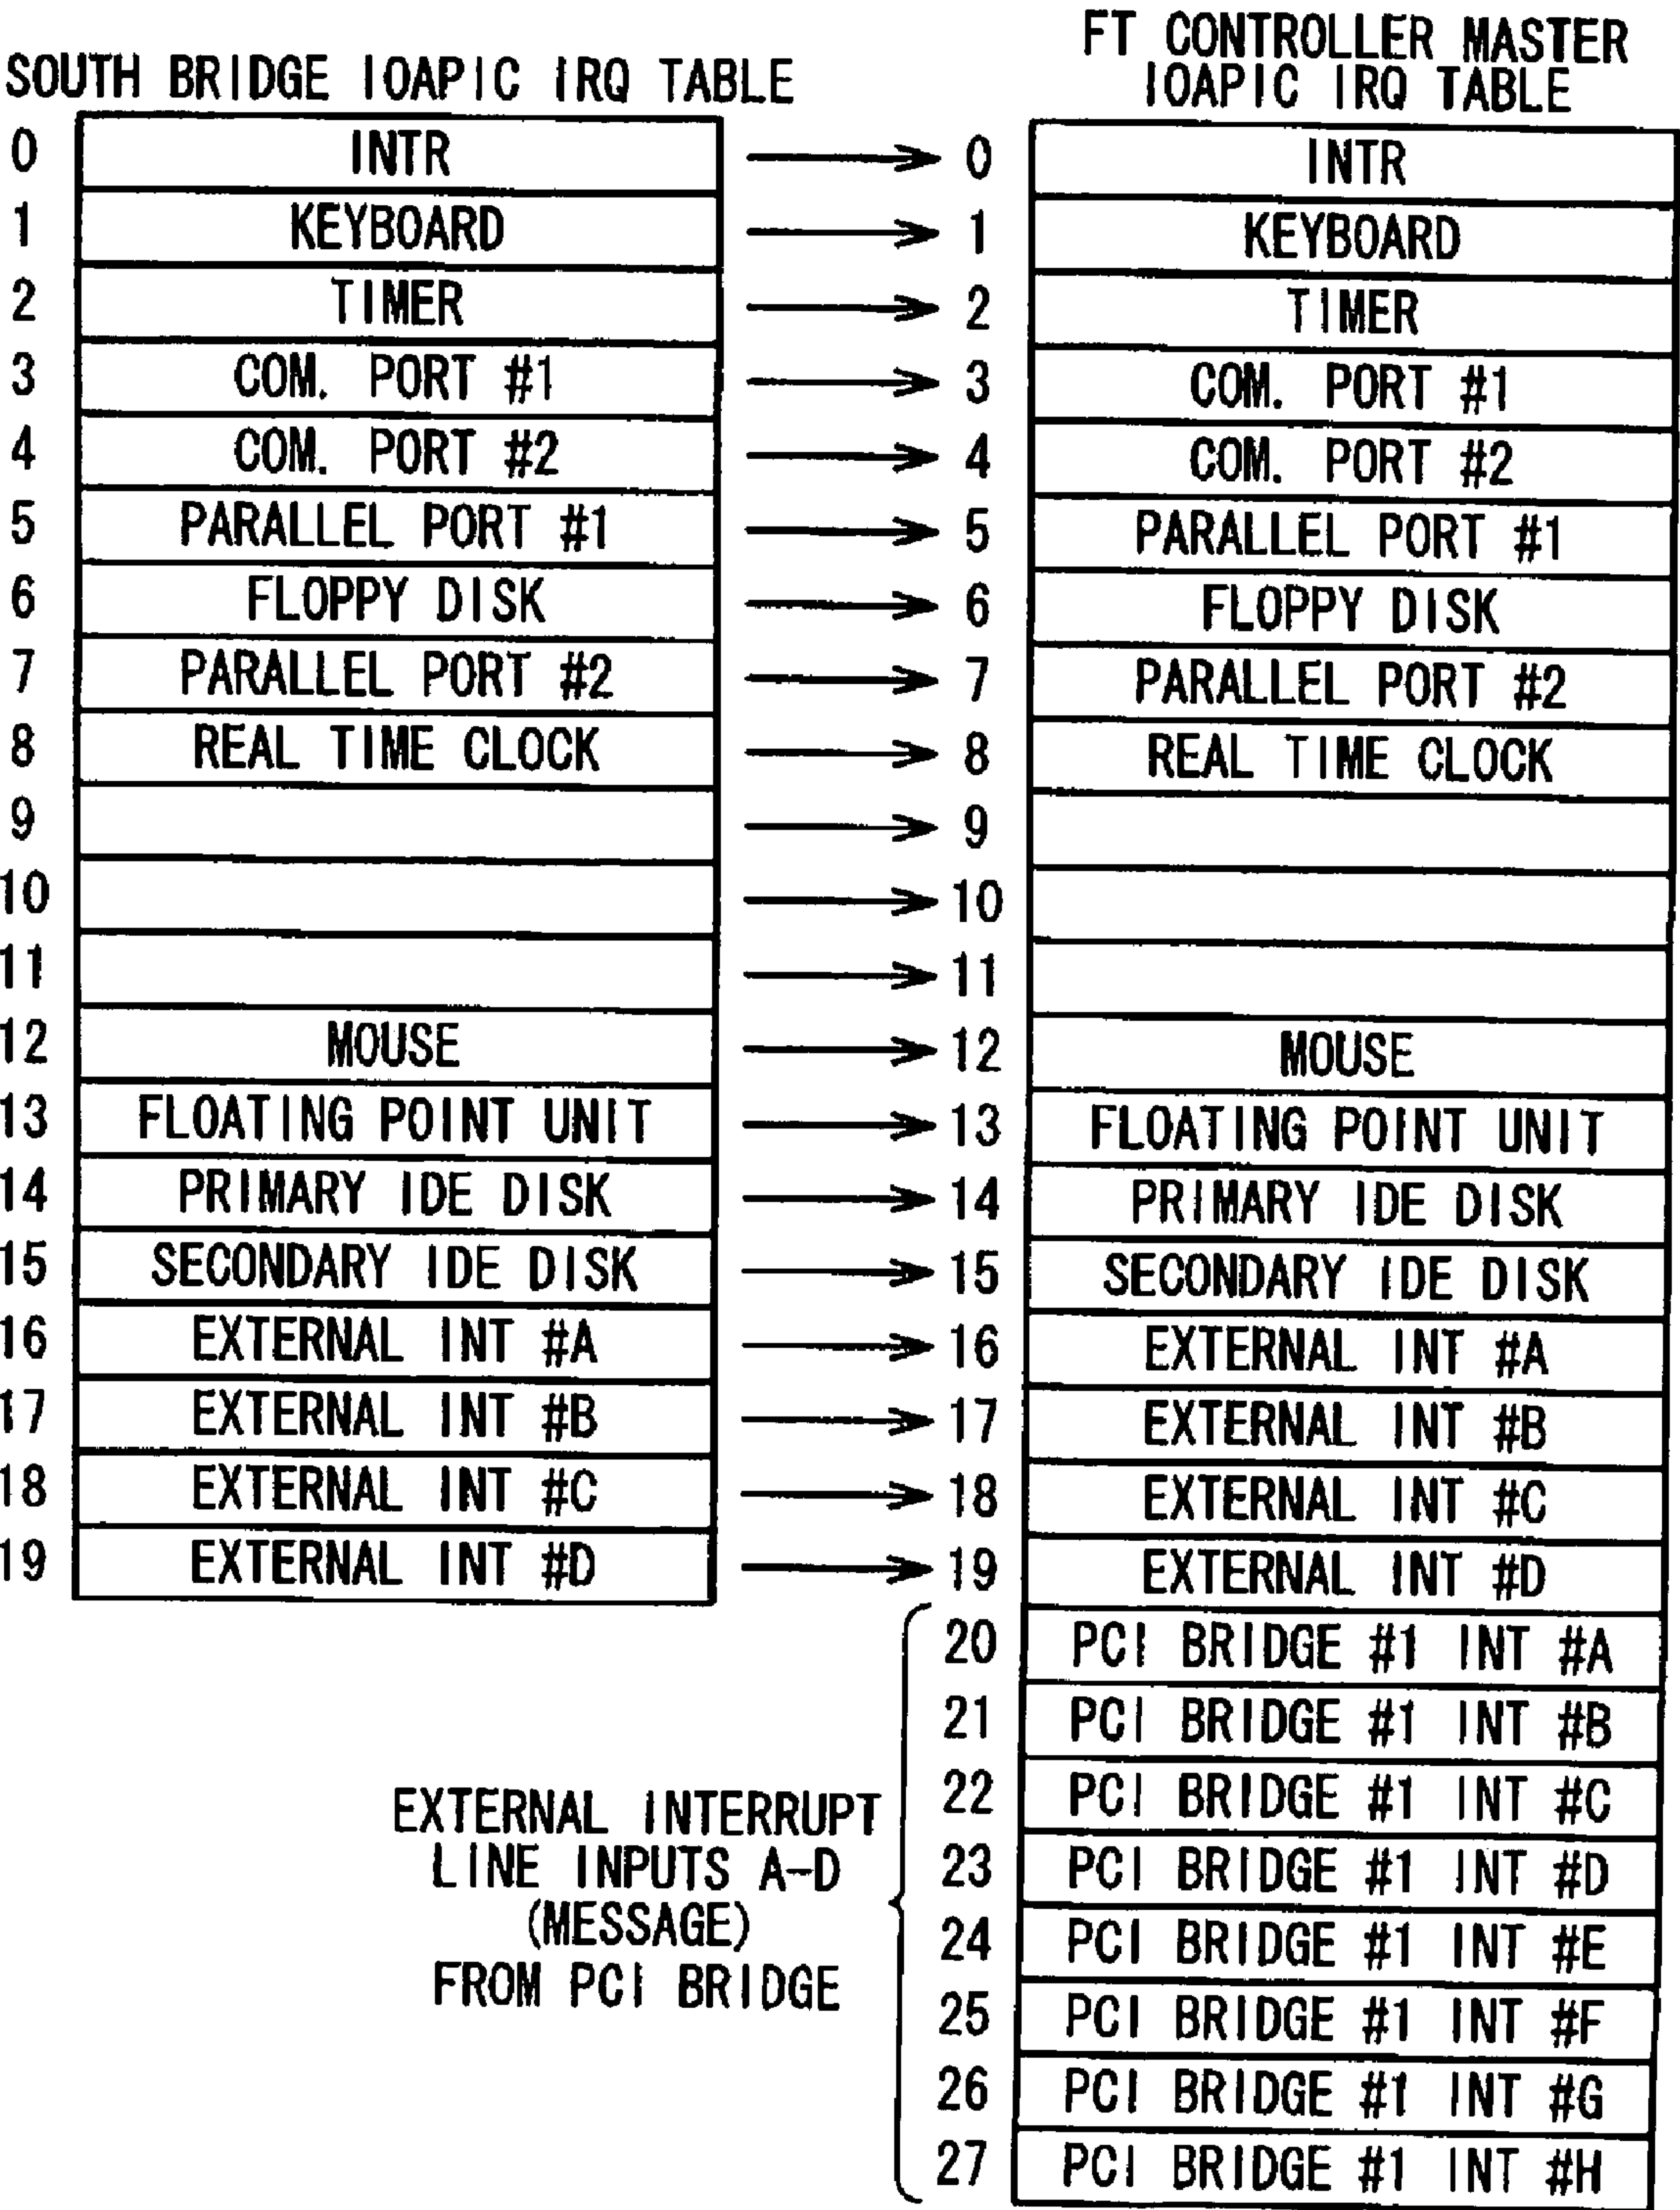 SOUTH BRIDGE IOAPIC IRQ TABLE
0 INTR
1 KEYBOARD
2 TIMER
3 COM. PORT #1
4 COM. PORT #2
5 PARALLEL PORT #1
6 FLOPPY DISK
7 PARALLEL PORT #2
8 REAL TIME CLOCK
9
10
11
12 MOUSE
13 FLOATING POINT UNIT
14 PRIMARY IDE DISK
15 SECONDARY IDE DISK
16 EXTERNAL INT #A
17 EXTERNAL INT #B
18 EXTERNAL INT #C
19 EXTERNAL INT #D
FT CONTROLLER MASTER
IOAPIC IRQ TABLE
0 INTR
1 KEYBOARD
2 TIMER
3 COM. PORT #1
4 COM. PORT #2
5 PARALLEL PORT #1
6 FLOPPY DISK
7 PARALLEL PORT #2
8 REAL TIME CLOCK
9
10
11
12 MOUSE
13 FLOATING POINT UNIT
14 PRIMARY IDE DISK
15 SECONDARY IDE DISK
16 EXTERNAL INT #A
17 EXTERNAL INT #B
18 EXTERNAL INT #C
19 EXTERNAL INT #D
20 PCI BRIDGE #1 INT #A
21 PCI BRIDGE #1 INT #B
22 PCI BRIDGE #1 INT #C
23 PCI BRIDGE #1 INT #D
24 PCI BRIDGE #1 INT #E
25 PCI BRIDGE #1 INT #F
26 PCI BRIDGE #1 INT #G
27 PCI BRIDGE #1 INT #H
EXTERNAL INTERRUPT
LINE INPUTS A-D
(MESSAGE)
FROM PCI BRIDGE